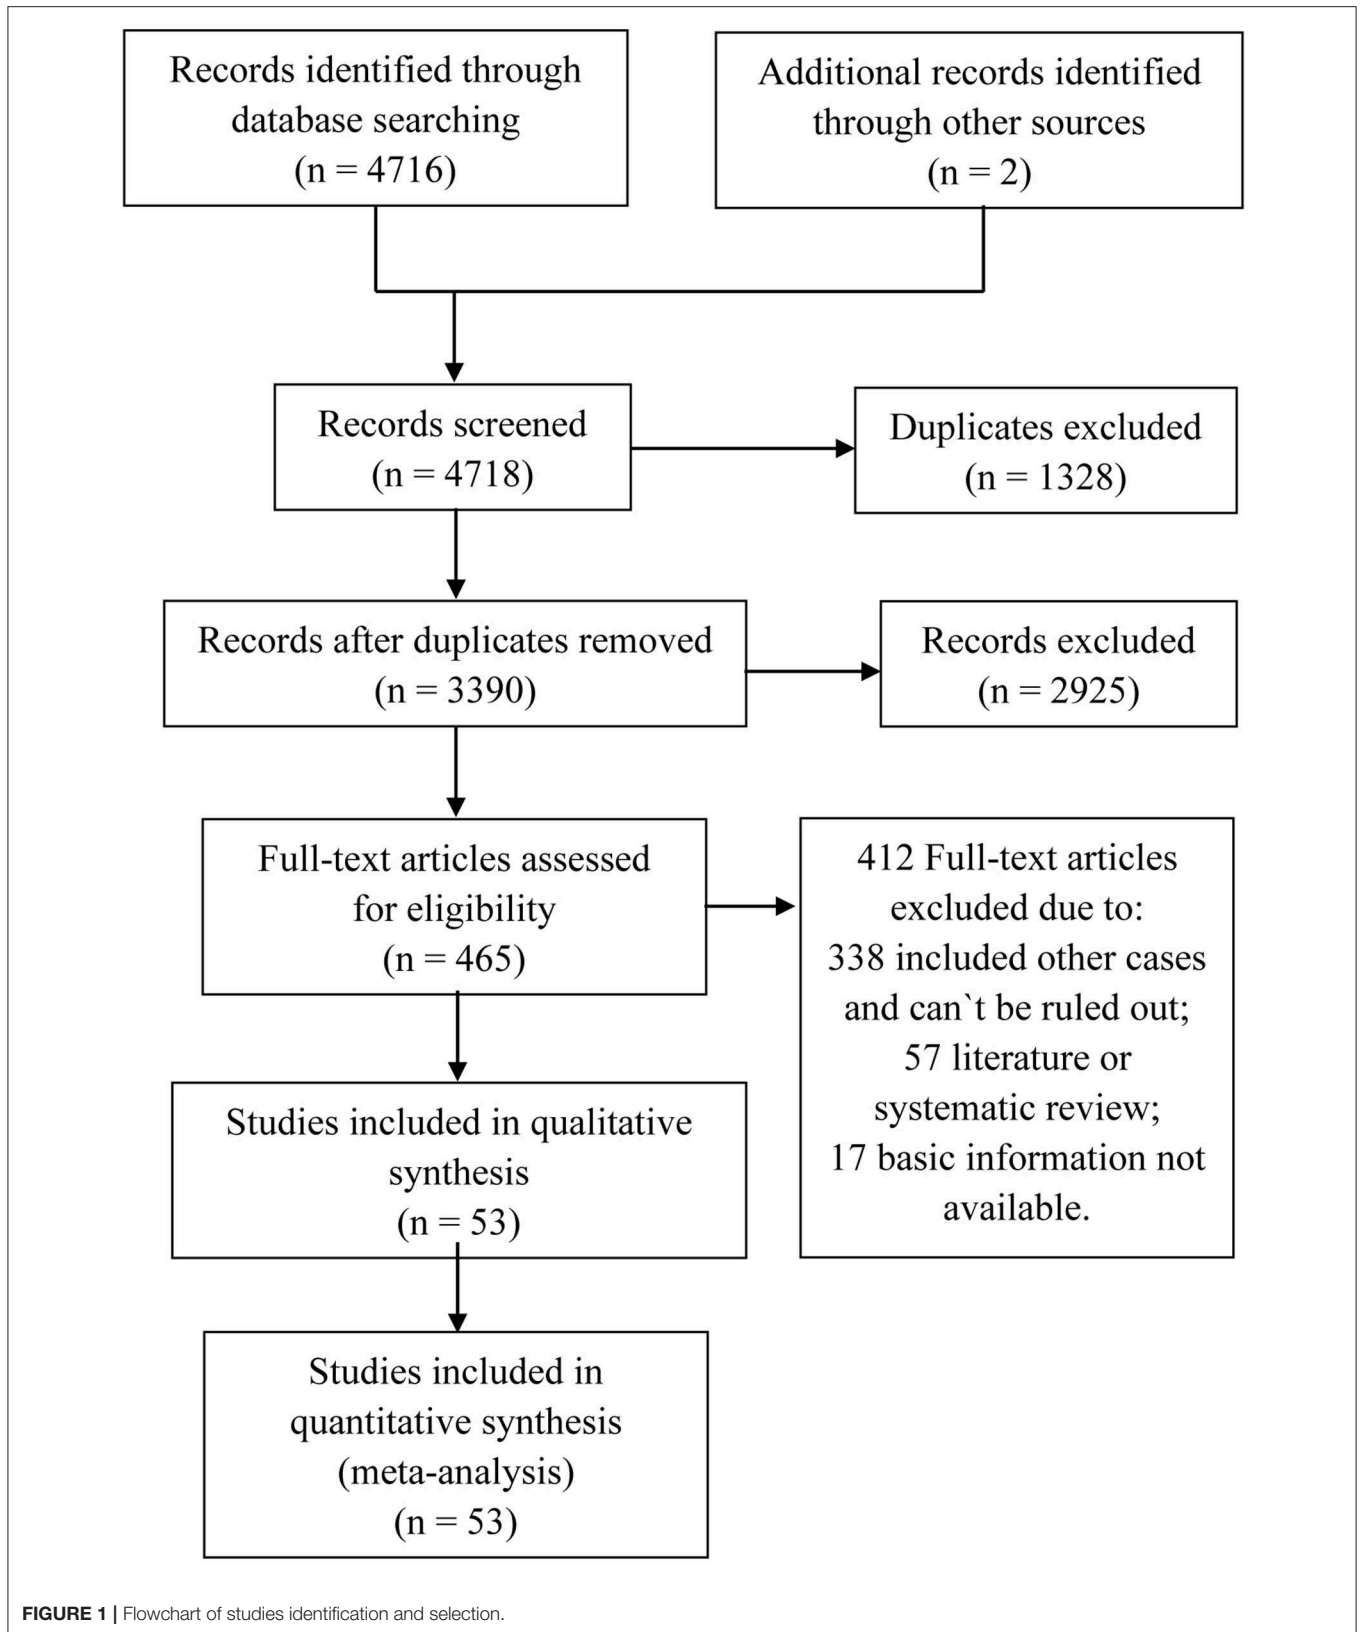 Records identified through
database searching
(n = 4716)
Additional records identified
through other sources
(n = 2)
Records screened
(n = 4718)
Duplicates excluded
(n = 1328)
Records after duplicates removed
(n = 3390)
Records excluded
(n = 2925)
Full-text articles assessed
for eligibility
(n = 465)
412 Full-text articles
excluded due to:
338 included other cases
and can`t be ruled out;
57 literature or
systematic review;
17 basic information not
available.
Studies included in qualitative
synthesis
(n = 53)
Studies included in
quantitative synthesis
(meta-analysis)
(n = 53)
FIGURE 1 | Flowchart of studies identification and selection.